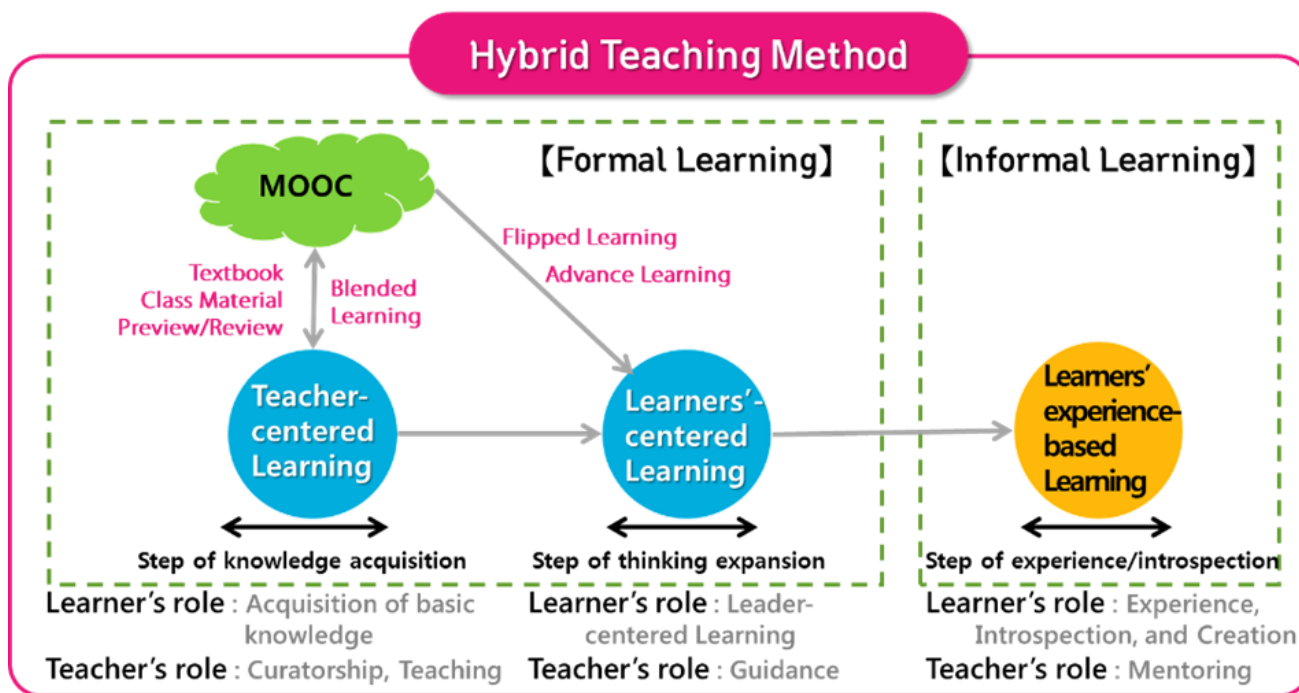 Hybrid Teaching Method
【Formal Learning】
【Informal Learning】
MOOC
Flipped Learning
Advance Learning
Textbook
Class Material
Preview/Review
Blended
Learning
Teacher-
centered
Learning
Learners'-
centered
Learning
Learners'
experience-
based
Learning
Step of knowledge acquisition
Step of thinking expansion
Step of experience/introspection
Learner's role : Acquisition of basic
knowledge
Teacher's role : Curatorship, Teaching
Learner's role : Leader-
centered Learning
Teacher's role : Guidance
Learner's role : Experience,
Introspection, and Creation
Teacher's role : Mentoring